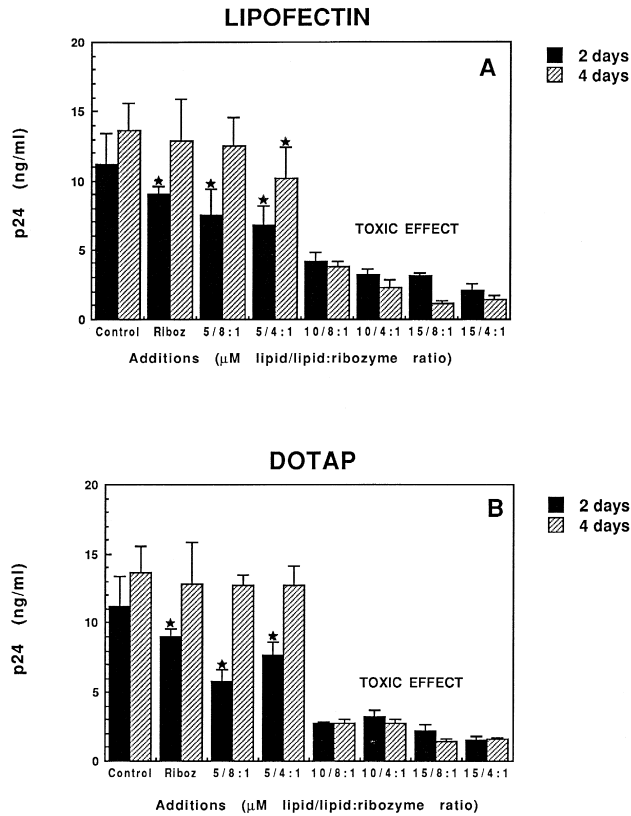 LIPOFECTIN
20
15
10
5
0
p24 (ng/ml)
A
2 days
4 days
TOXIC EFFECT
Control Riboz 5/8:1 5/4:1 10/8:1 10/4:1 15/8:1 15/4:1
Additions (µM lipid/lipid:ribozyme ratio)
DOTAP
20
15
10
5
0
p24 (ng/ml)
B
2 days
4 days
TOXIC EFFECT
Control Riboz 5/8:1 5/4:1 10/8:1 10/4:1 15/8:1 15/4:1
Additions (µM lipid/lipid:ribozyme ratio)